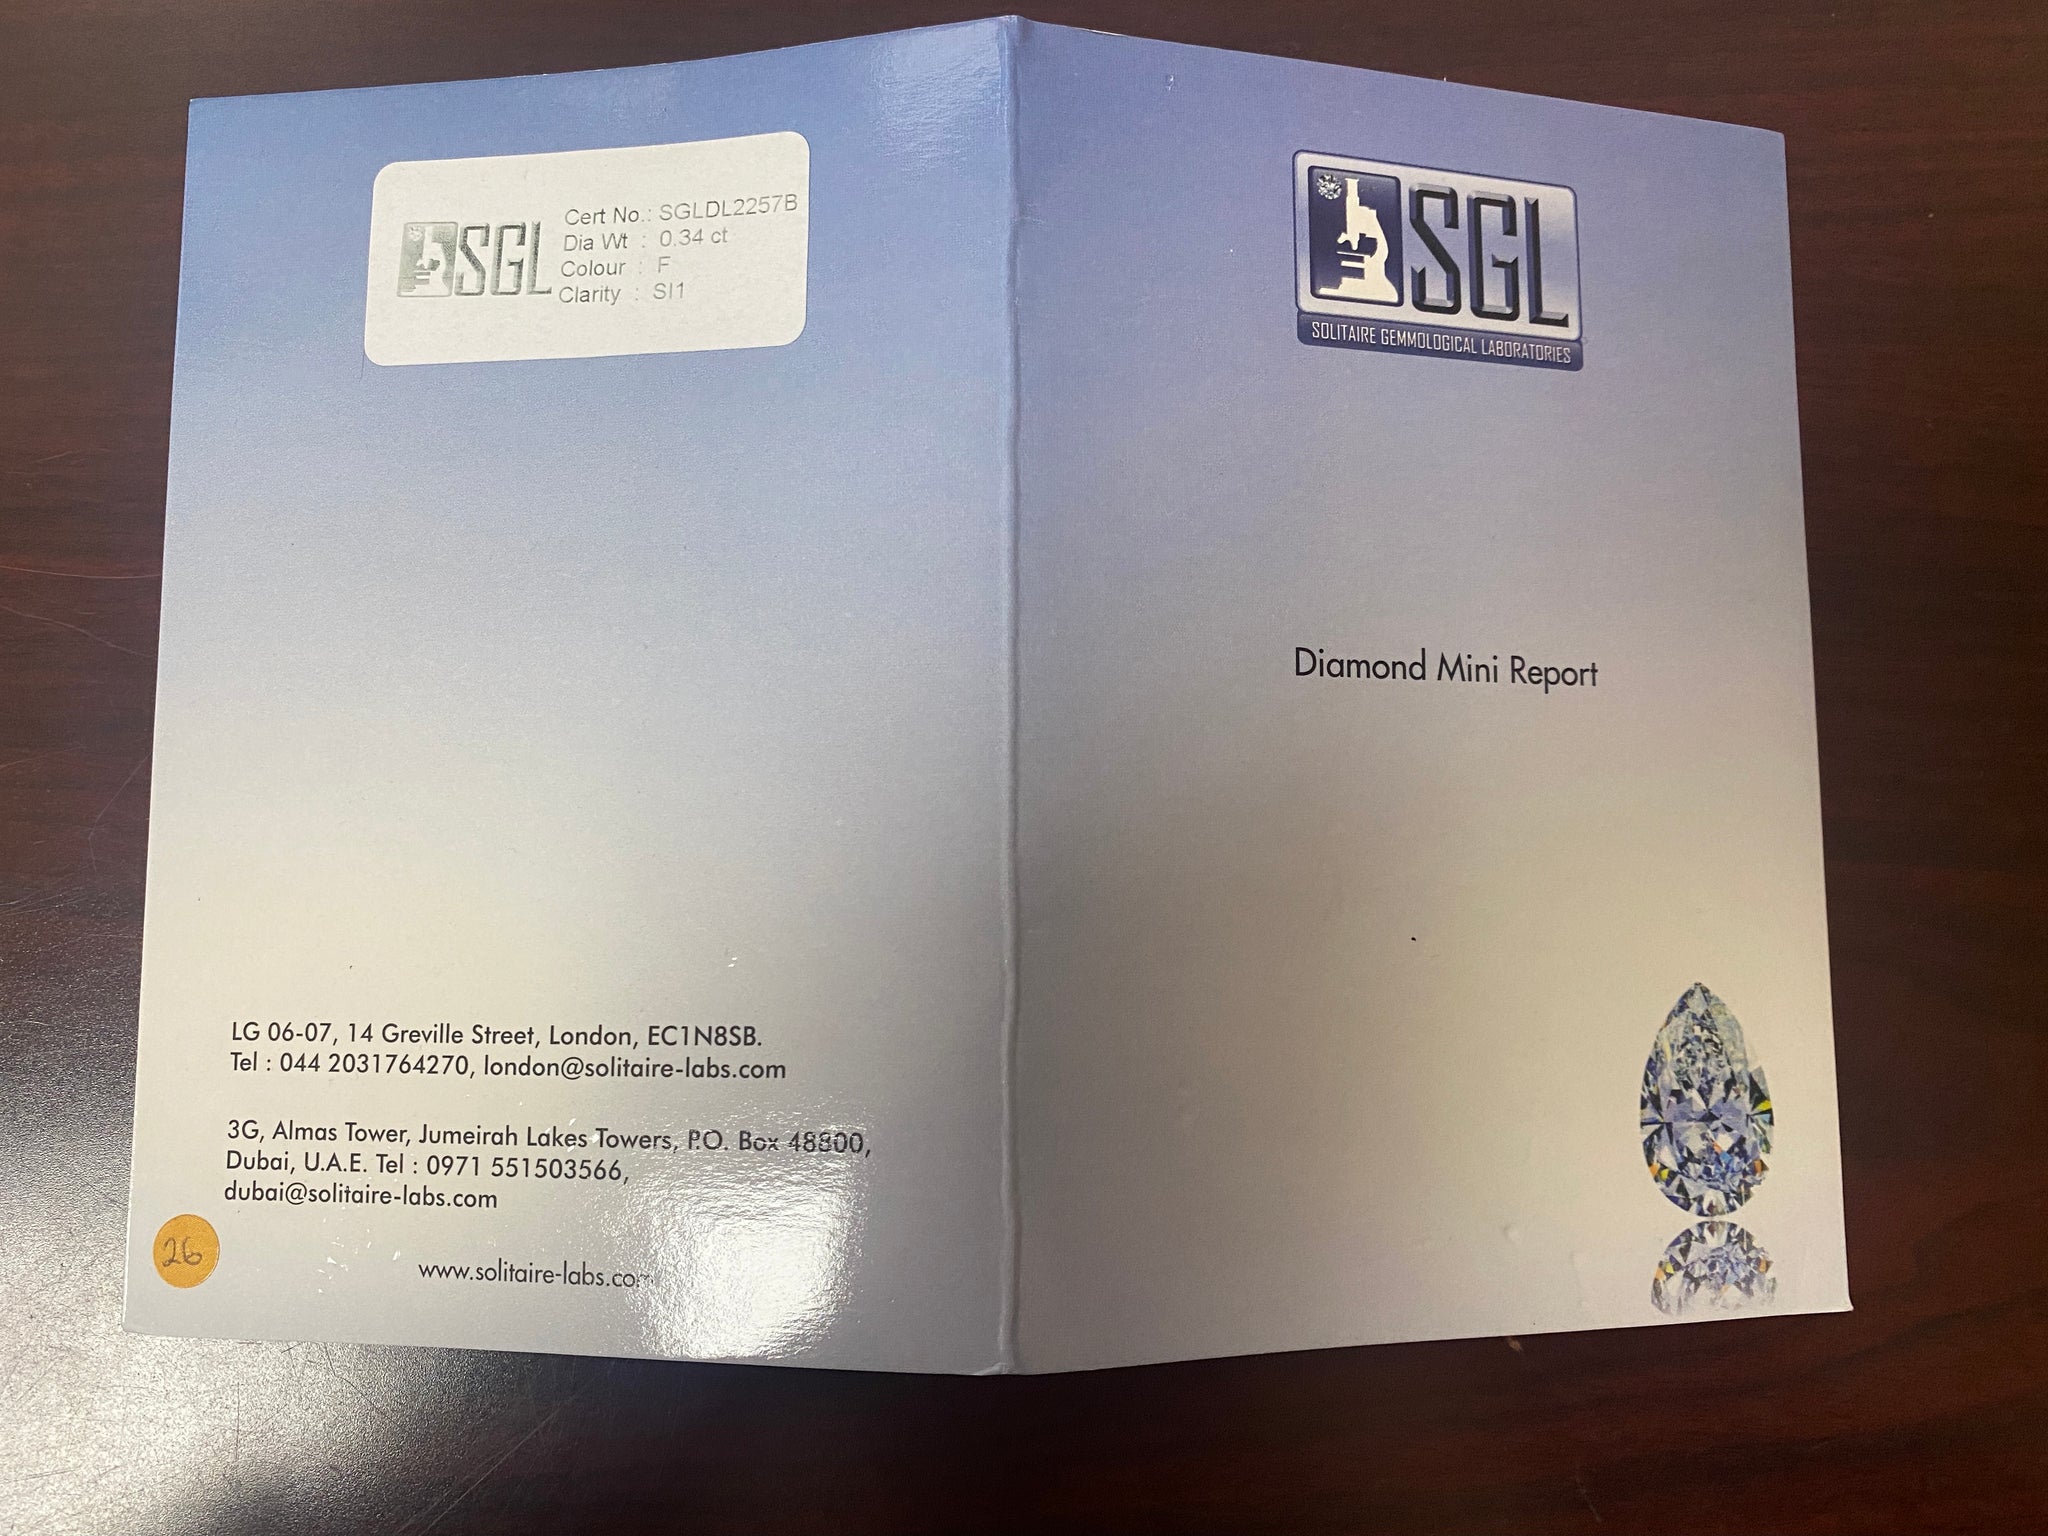 SGL
Cert No.: SGLDL2257B
Dia Wt : 0.34 ct
Colour : F
Clarity : SI1
LG 06-07, 14 Greville Street, London, EC1N8SB.
Tel : 044 2031764270, london@solitaire-labs.com
3G, Almas Tower, Jumeirah Lakes Towers, P.O. Box 48800,
Dubai, U.A.E. Tel : 0971 551503566,
dubai@solitaire-labs.com
26
www.solitaire-labs.com
SGL
SOLITAIRE GEMMOLOGICAL LABORATORIES
Diamond Mini Report